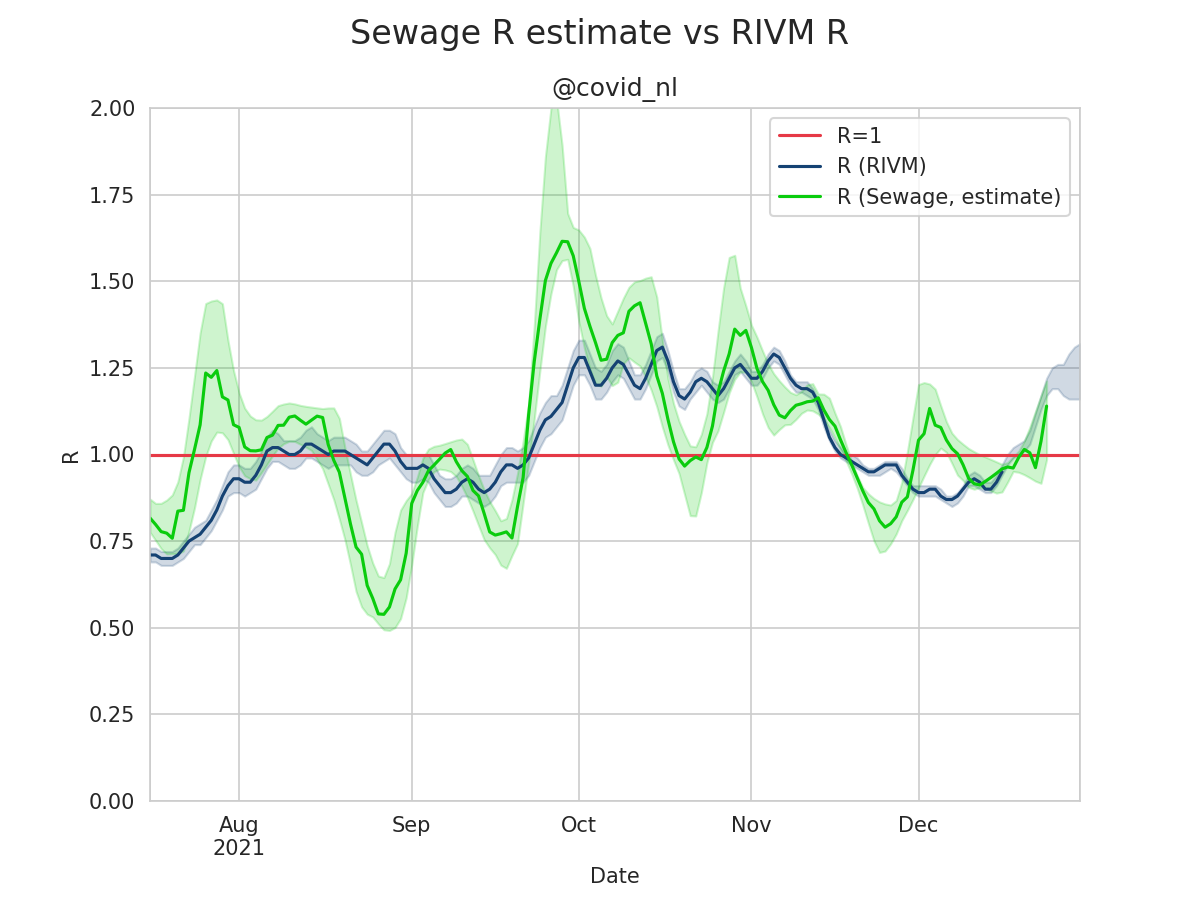 Sewage R estimate vs RIVM R
@covid_nl
2.00
1.75
1.50
1.25
1.00
0.75
0.50
0.25
0.00
R
R=1
R (RIVM)
R (Sewage, estimate)
Aug Sep Oct Nov Dec
2021
Date